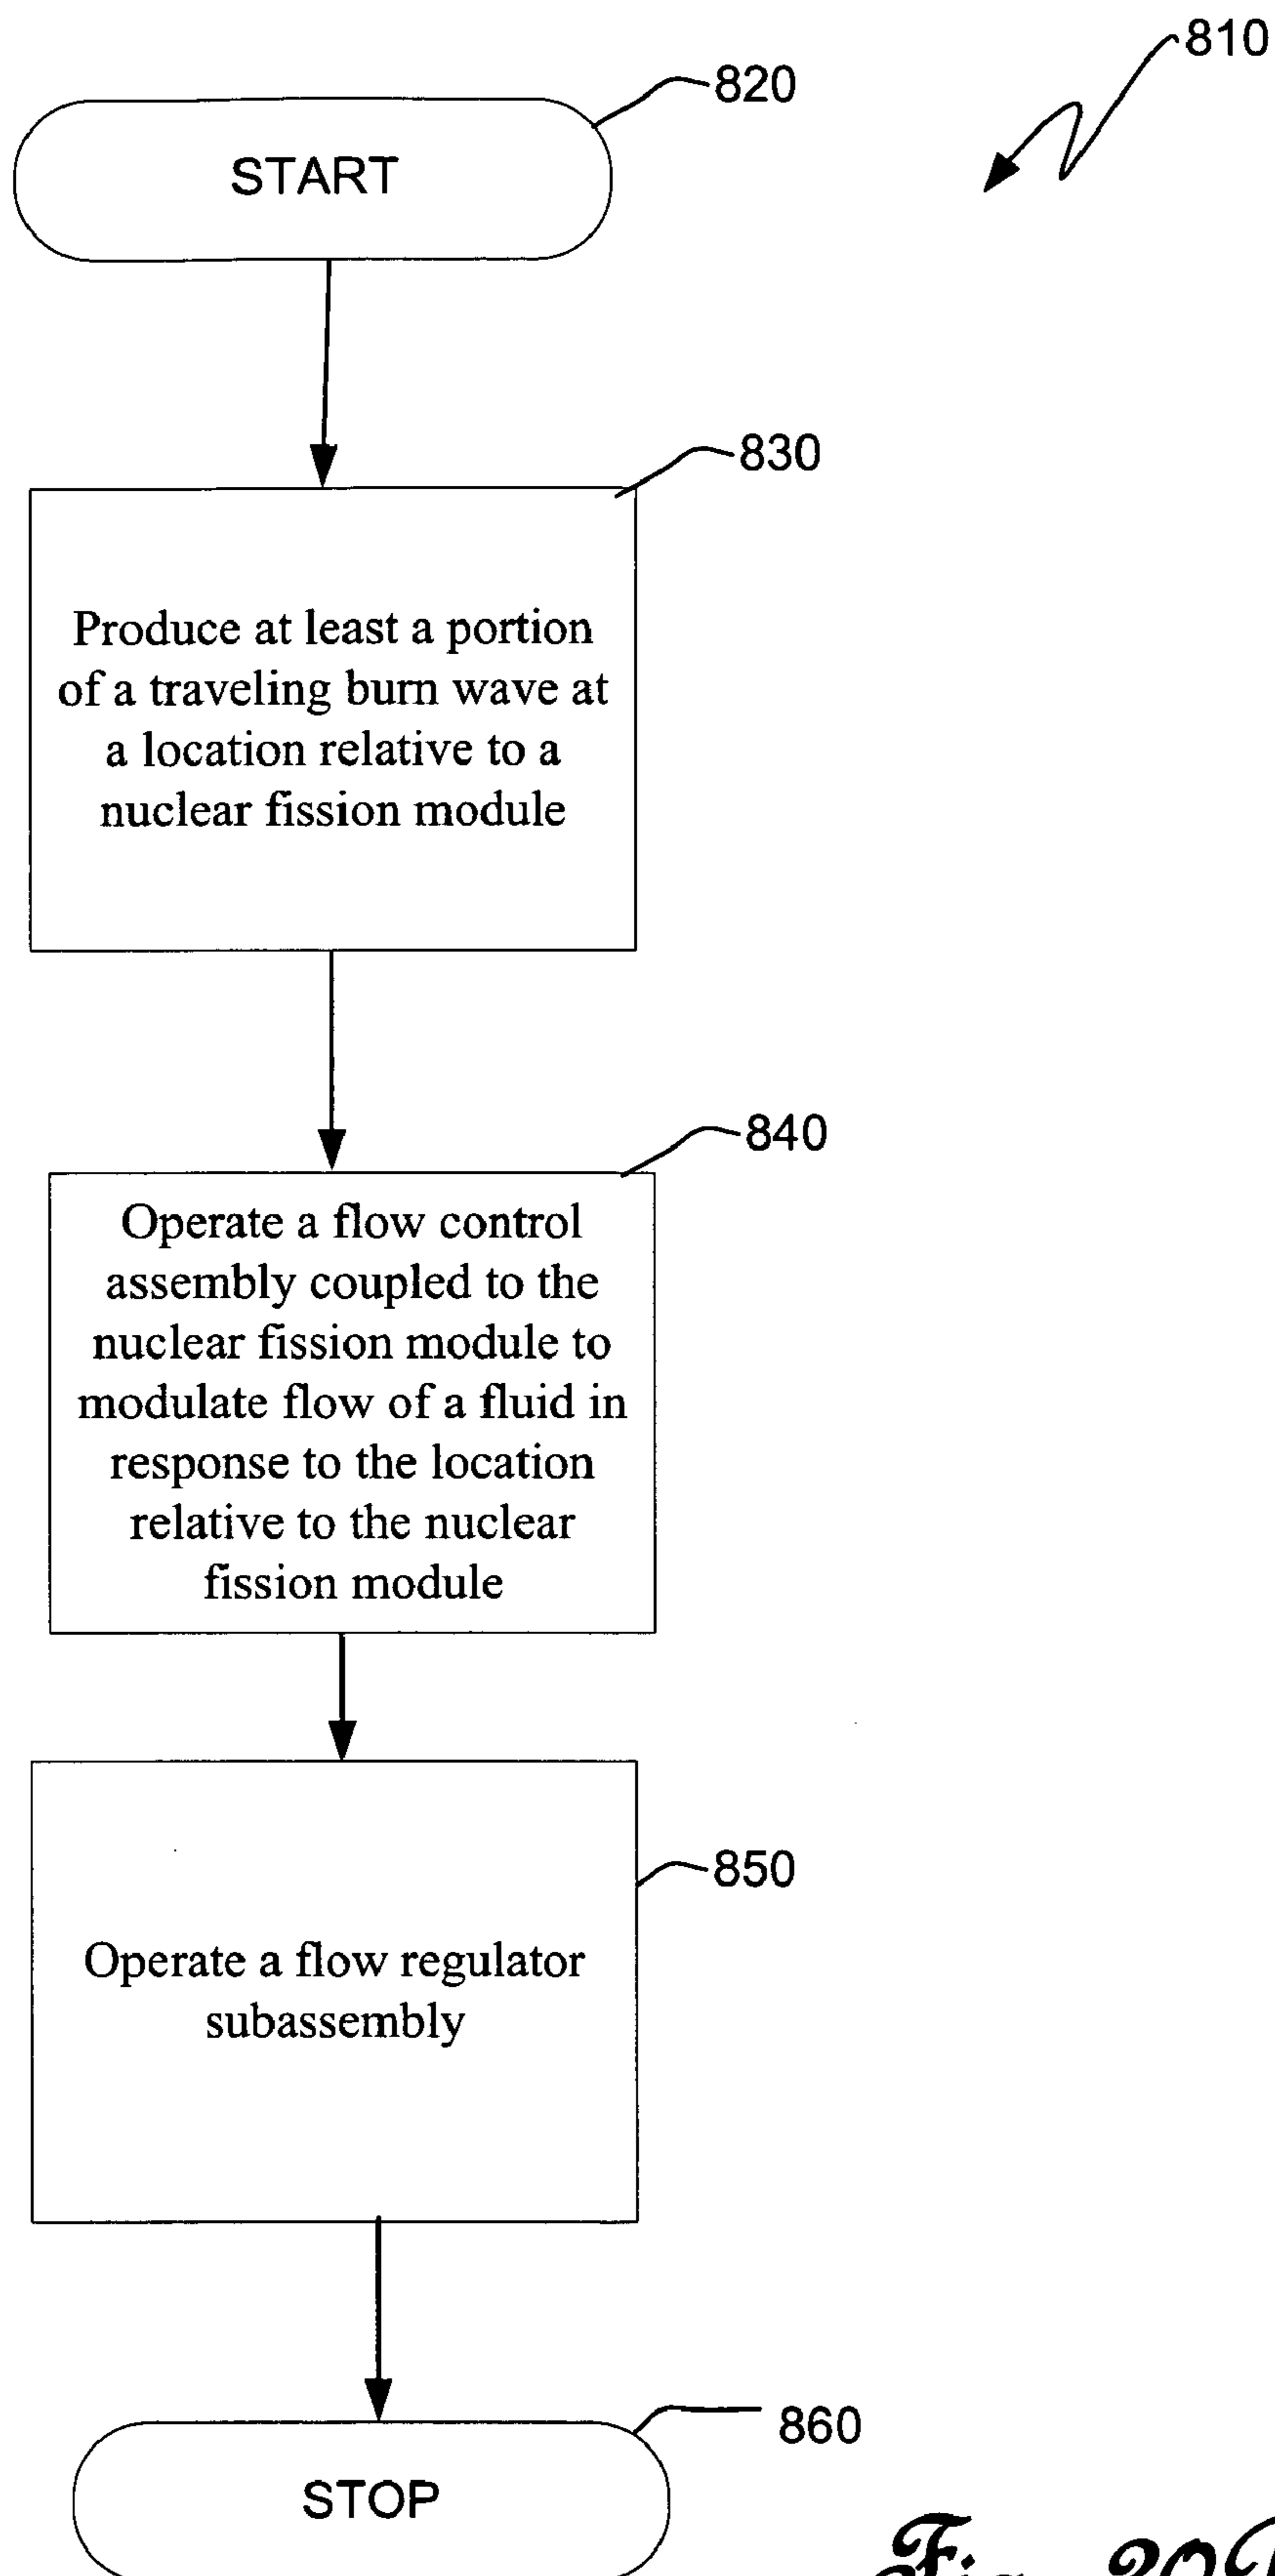 810
820
START
830
Produce at least a portion
of a traveling burn wave at
a location relative to a
nuclear fission module
840
Operate a flow control
assembly coupled to the
nuclear fission module to
modulate flow of a fluid in
response to the location
relative to the nuclear
fission module
850
Operate a flow regulator
subassembly
860
STOP
Fig.